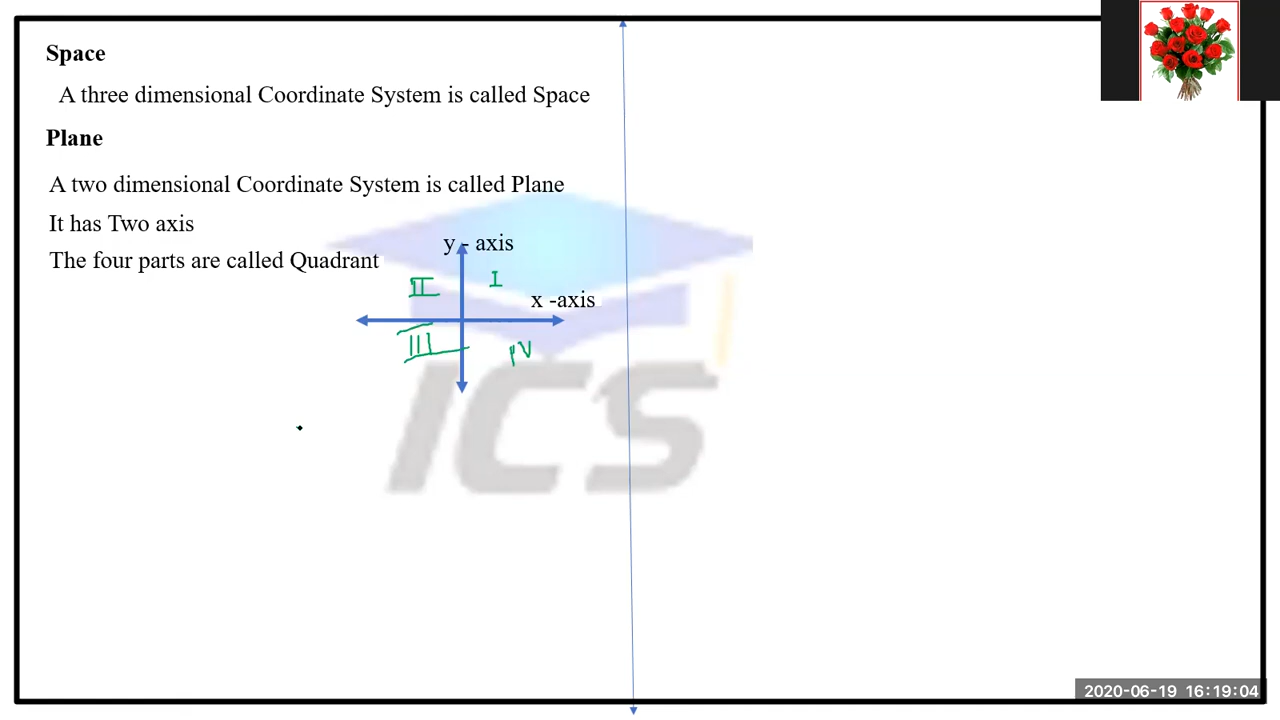 Space
A three dimensional Coordinate System is called Space
Plane
A two dimensional Coordinate System is called Plane
It has Two axis
The four parts are called Quadrant
y - axis
II
I
x -axis
III
IV
ICS
2020-06-19 16:19:04